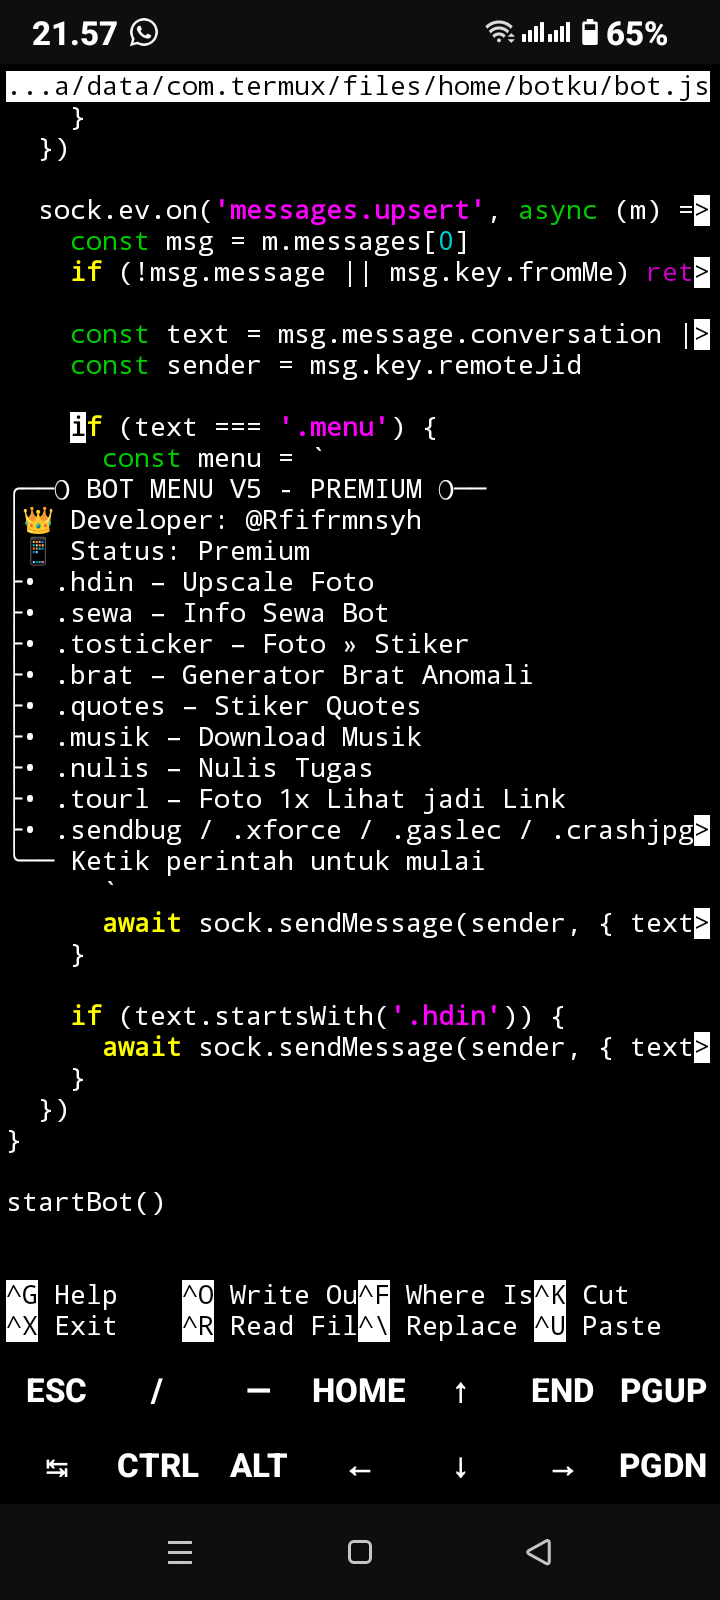 21.57 65%
...a/data/com.termux/files/home/botku/bot.js
}
})
sock.ev.on('messages.upsert', async (m) =>
const msg = m.messages[0]
if (!msg.message || msg.key.fromMe) ret>
const text = msg.message.conversation |>
const sender = msg.key.remoteJid
if (text === '.menu') {
const menu = `
╭──❍ BOT MENU V5 - PREMIUM ❍──
👑 Developer: @Rfifrmnsyh
📱 Status: Premium
├• .hdin – Upscale Foto
├• .sewa – Info Sewa Bot
├• .tosticker – Foto » Stiker
├• .brat – Generator Brat Anomali
├• .quotes – Stiker Quotes
├• .musik – Download Musik
├• .nulis – Nulis Tugas
├• .tourl – Foto 1x Lihat jadi Link
├• .sendbug / .xforce / .gaslec / .crashjpg>
╰── Ketik perintah untuk mulai
`
await sock.sendMessage(sender, { text>
}
if (text.startsWith('.hdin')) {
await sock.sendMessage(sender, { text>
}
})
}
startBot()
^G Help ^O Write Ou^F Where Is^K Cut
^X Exit ^R Read Fil^\ Replace ^U Paste
ESC / — HOME ↑ END PGUP
↹ CTRL ALT ← ↓ → PGDN